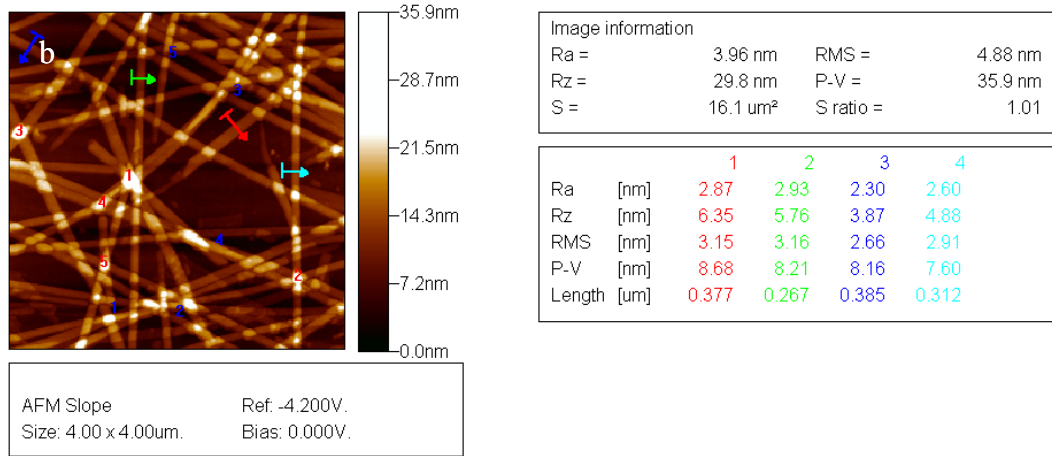 b
5
3
3
1
4
4
5
2
1
2
35.9nm
28.7nm
21.5nm
14.3nm
7.2nm
0.0nm
AFM Slope Ref: -4.200V.
Size: 4.00 x 4.00um. Bias: 0.000V.
Image information
Ra = 3.96 nm RMS = 4.88 nm
Rz = 29.8 nm P-V = 35.9 nm
S = 16.1 um² S ratio = 1.01
1 2 3 4
Ra [nm] 2.87 2.93 2.30 2.60
Rz [nm] 6.35 5.76 3.87 4.88
RMS [nm] 3.15 3.16 2.66 2.91
P-V [nm] 8.68 8.21 8.16 7.60
Length [um] 0.377 0.267 0.385 0.312